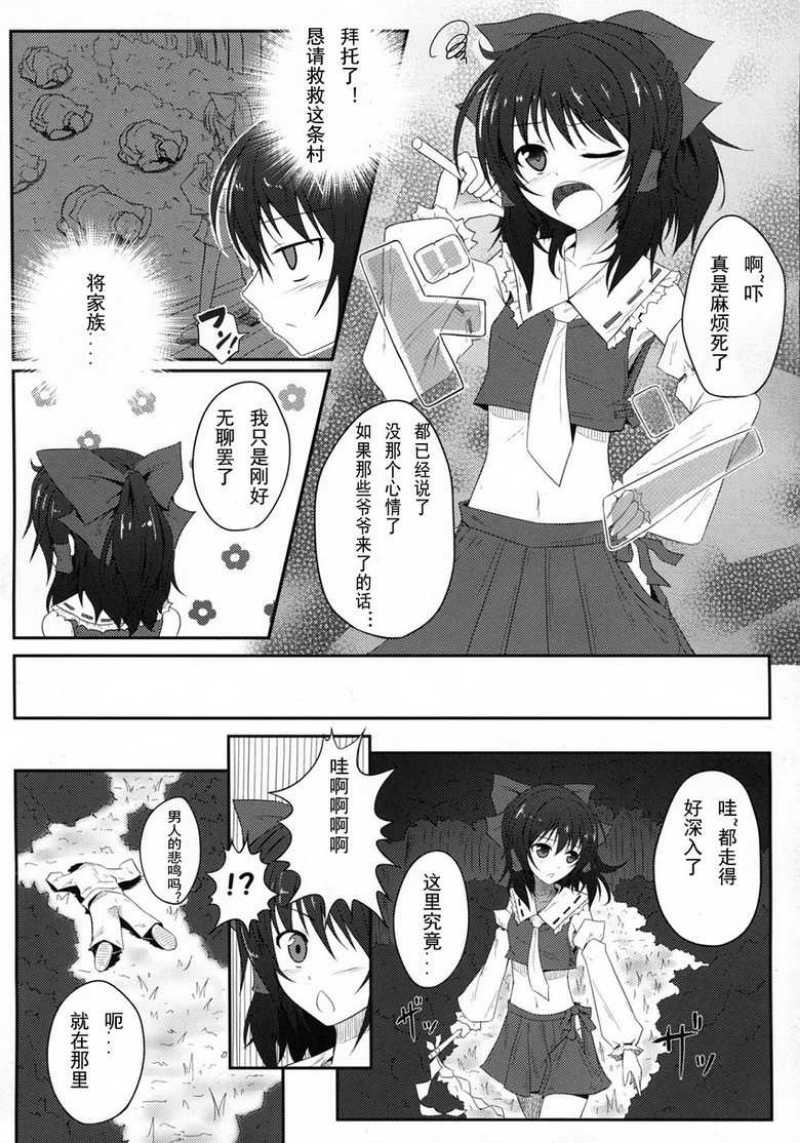 啊~吓
真是麻烦死了
拜托了！
恳请救救这条村
将家族
．．．．
フンッ!
ドン!
都已经说了
没那个心情了
如果那些爷爷来了的话．．．
我只是刚好
无聊罢了
哇~都走得
好深入了
这里究竟
．．．
ザッ
ザッ
哇啊啊啊啊
!?
男人的悲鸣吗？
呃．．．
就在那里